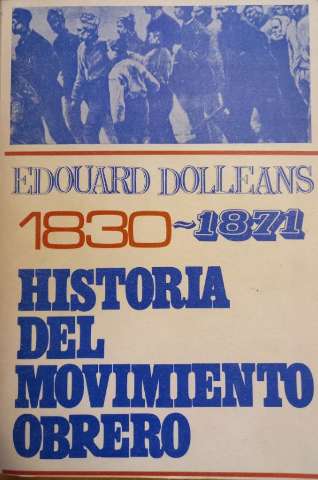 EDOUARD DOLLEANS
1830~1871
HISTORIA
DEL
MOVIMIENTO
OBRERO